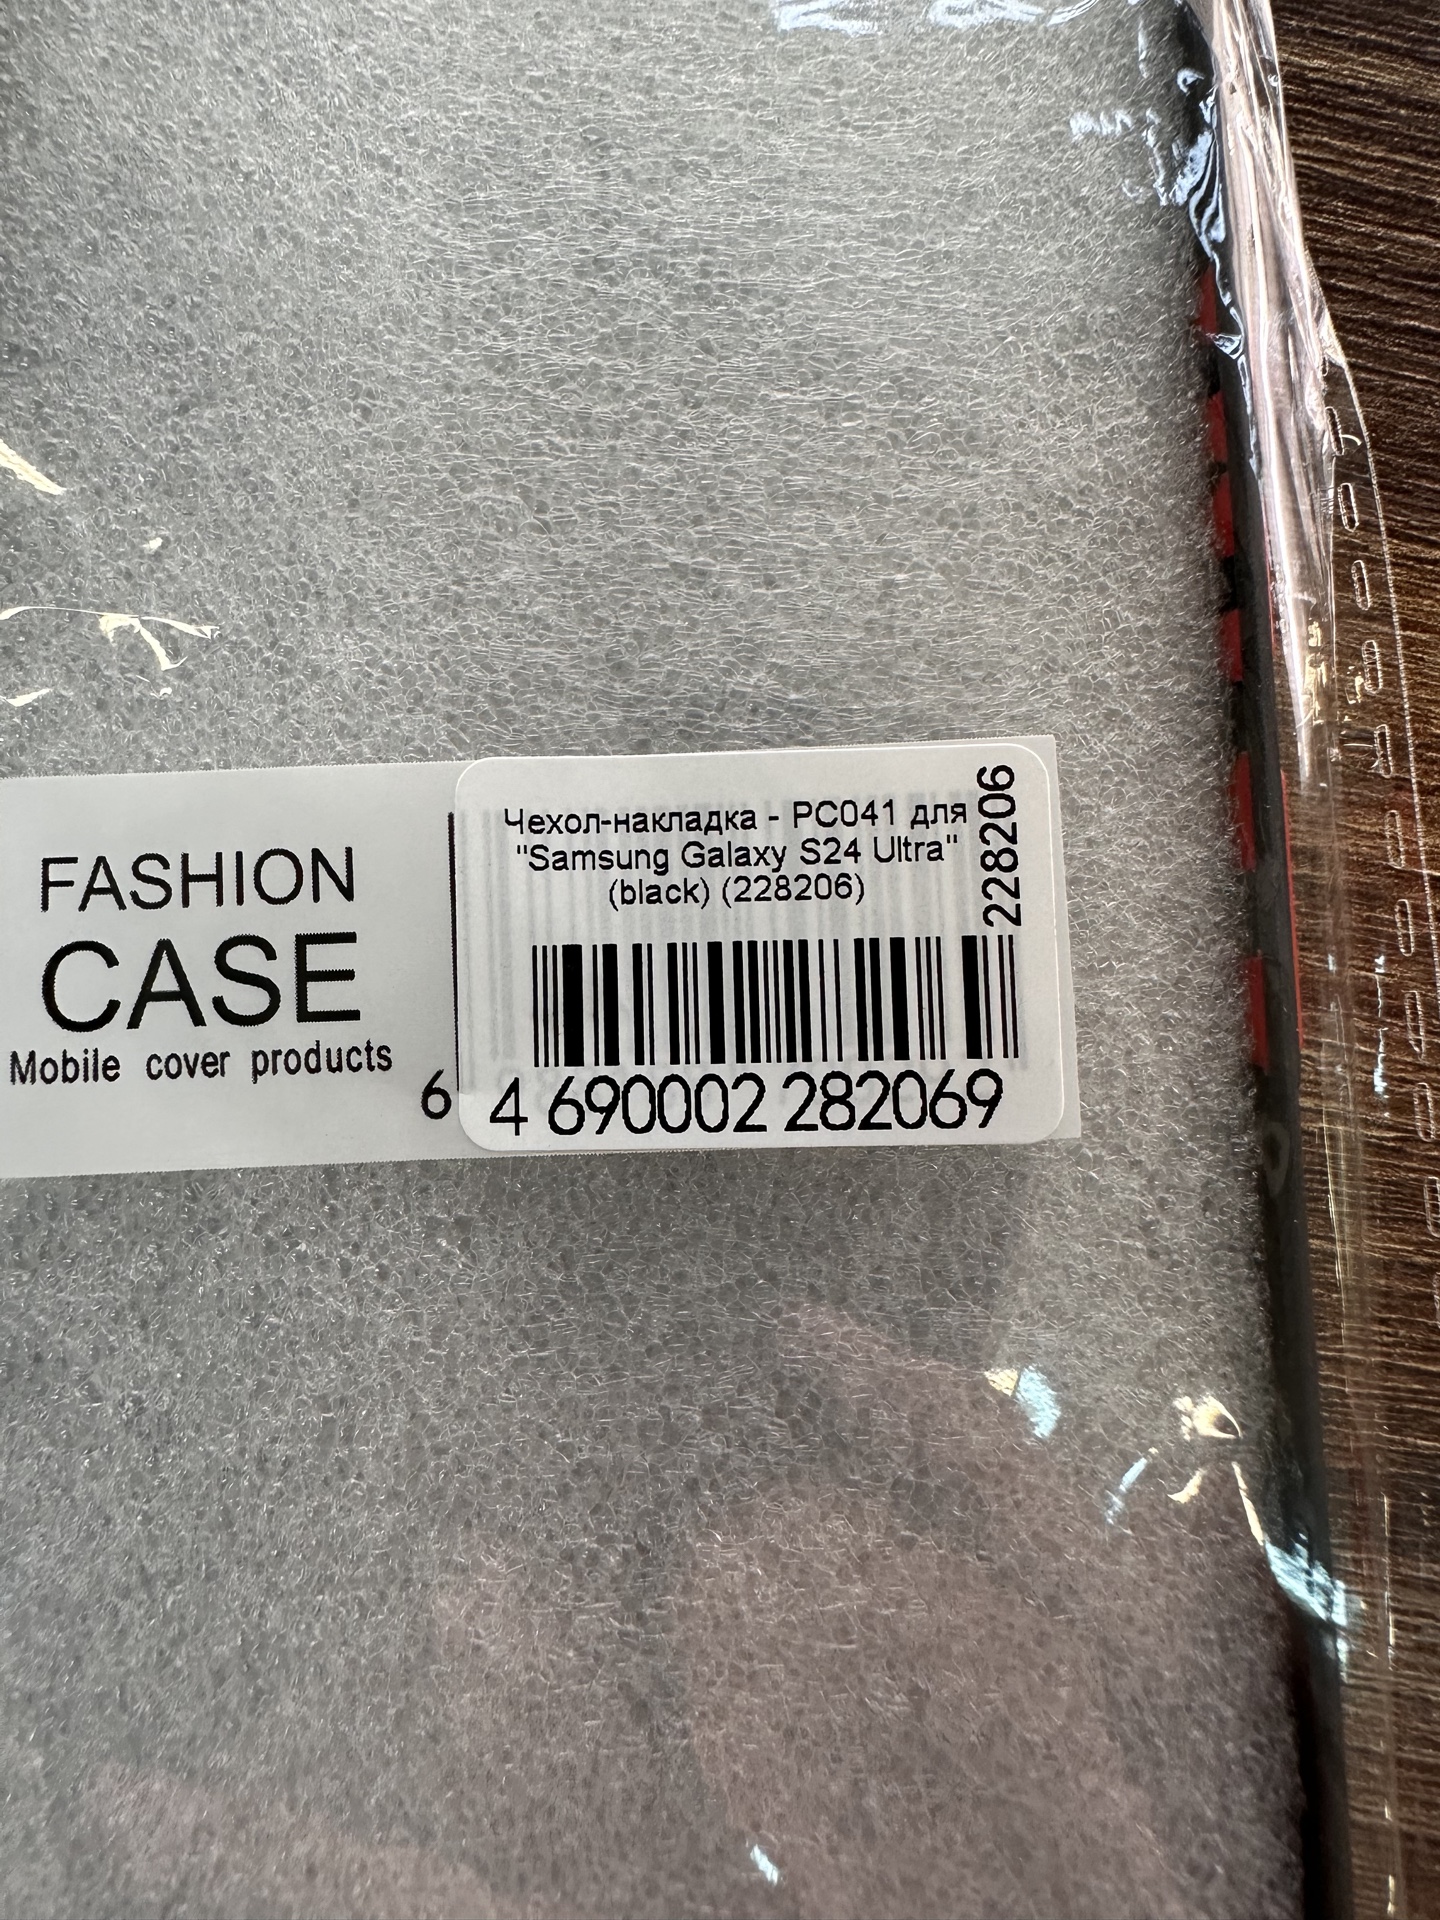 FASHION
CASE
Mobile cover products
6
Чехол-накладка - PC041 для
"Samsung Galaxy S24 Ultra"
(black) (228206)
228206
4 690002 282069